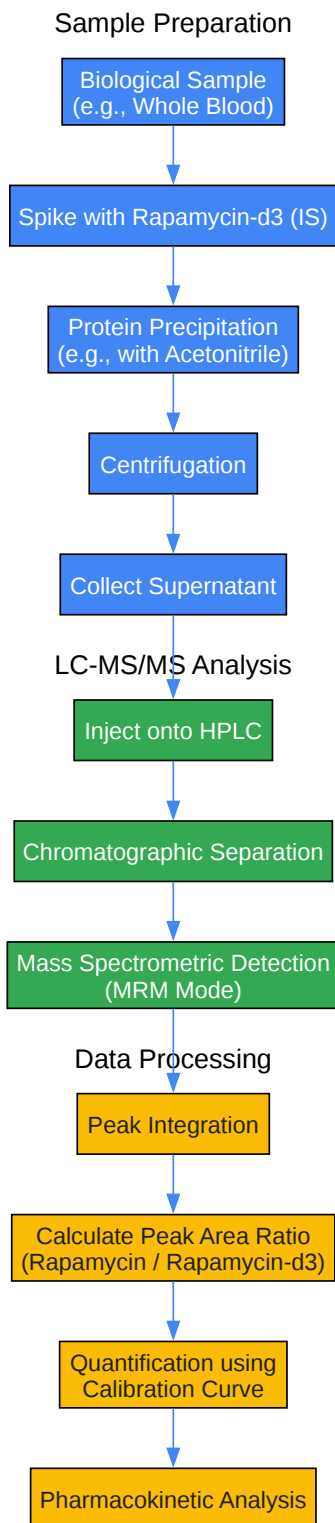 Sample Preparation
Biological Sample
(e.g., Whole Blood)
Spike with Rapamycin-d3 (IS)
Protein Precipitation
(e.g., with Acetonitrile)
Centrifugation
Collect Supernatant
LC-MS/MS Analysis
Inject onto HPLC
Chromatographic Separation
Mass Spectrometric Detection
(MRM Mode)
Data Processing
Peak Integration
Calculate Peak Area Ratio
(Rapamycin / Rapamycin-d3)
Quantification using
Calibration Curve
Pharmacokinetic Analysis